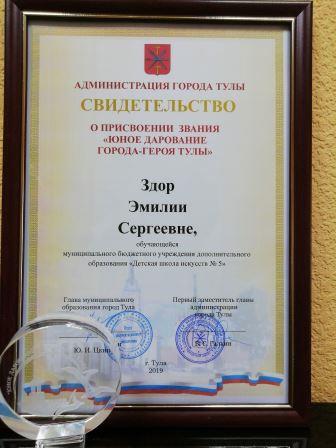 АДМИНИСТРАЦИЯ ГОРОДА ТУЛЫ
СВИДЕТЕЛЬСТВО
О ПРИСВОЕНИИ ЗВАНИЯ
«ЮНОЕ ДАРОВАНИЕ
ГОРОДА-ГЕРОЯ ТУЛЫ»
Здор
Эмилии
Сергеевне,
обучающейся
муниципального бюджетного учреждения дополнительного
образования «Детская школа искусств № 5»
Глава муниципального
образования город Тула
Ю. И.
Первый заместитель главы
администрации
города Тулы
г. Тула
2019